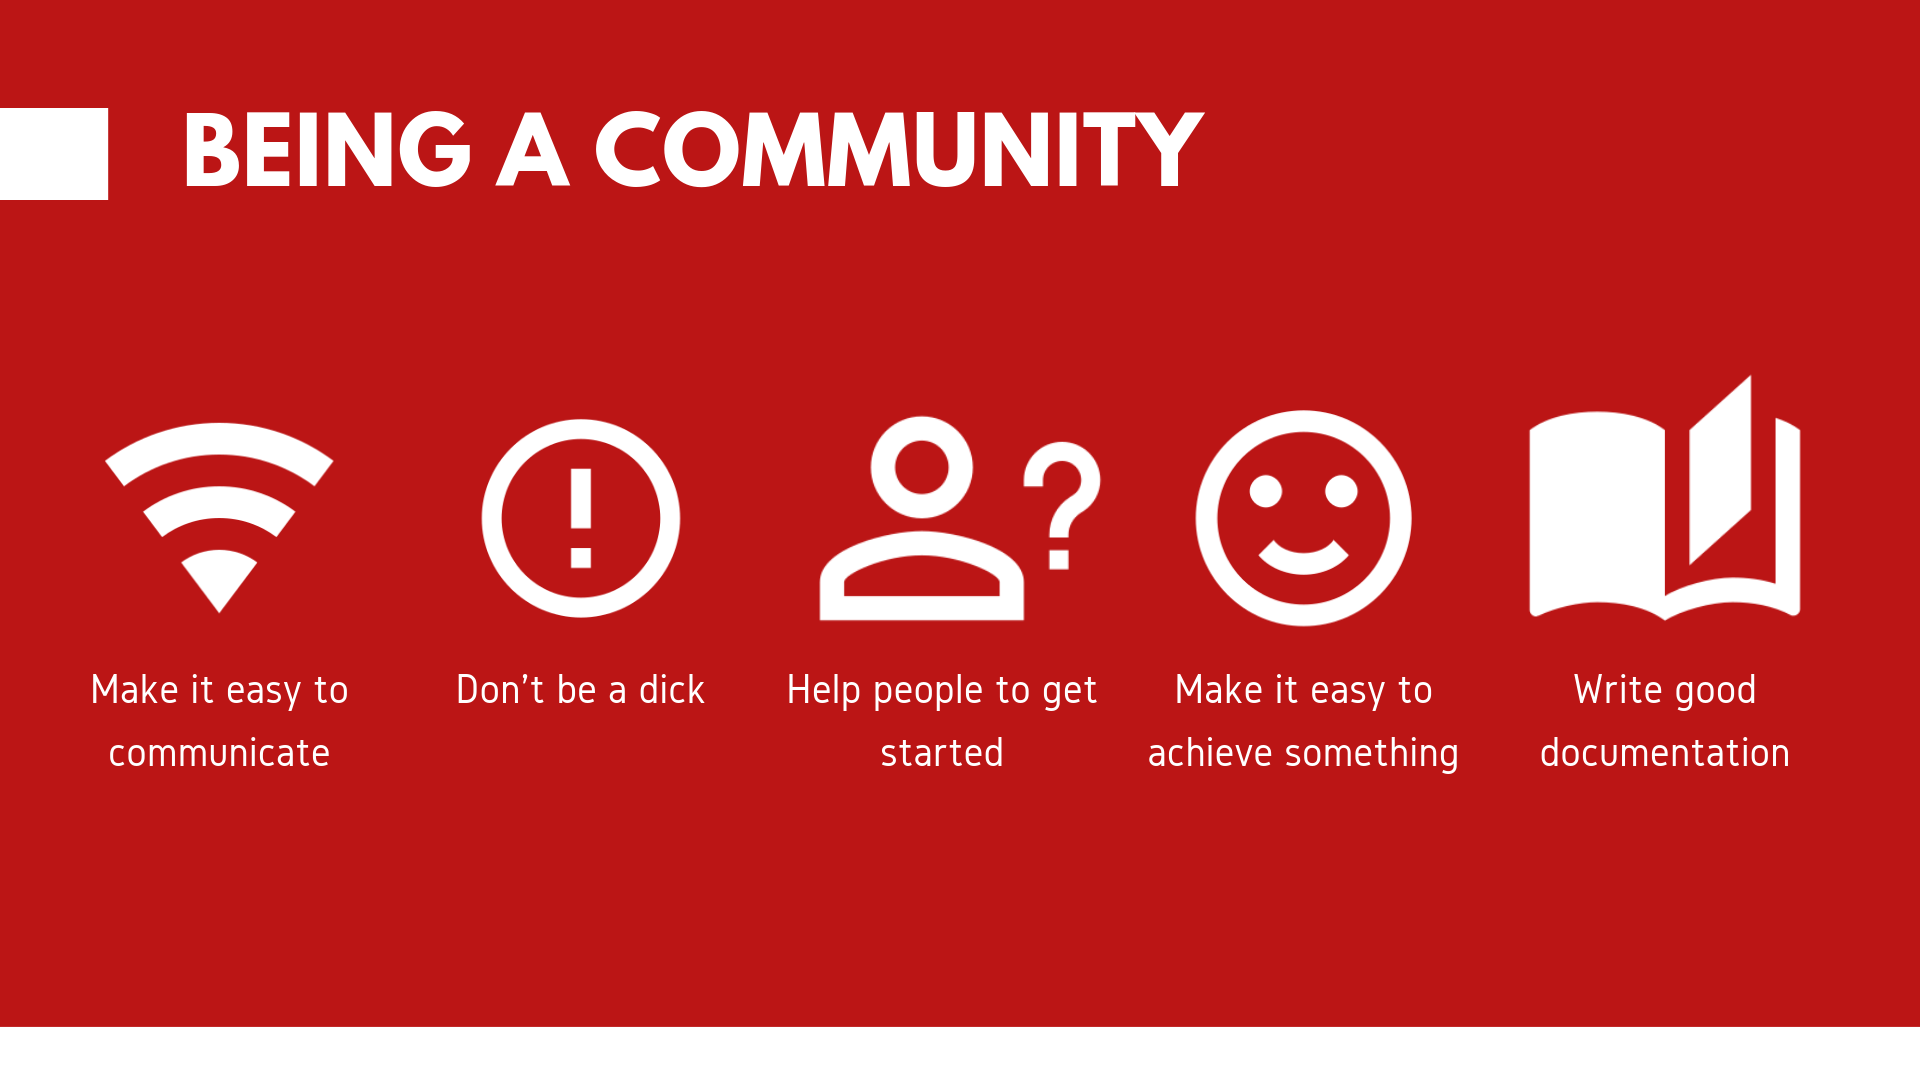 BEING A COMMUNITY
Make it easy to
communicate
Don’t be a dick
Help people to get
started
Make it easy to
achieve something
Write good
documentation